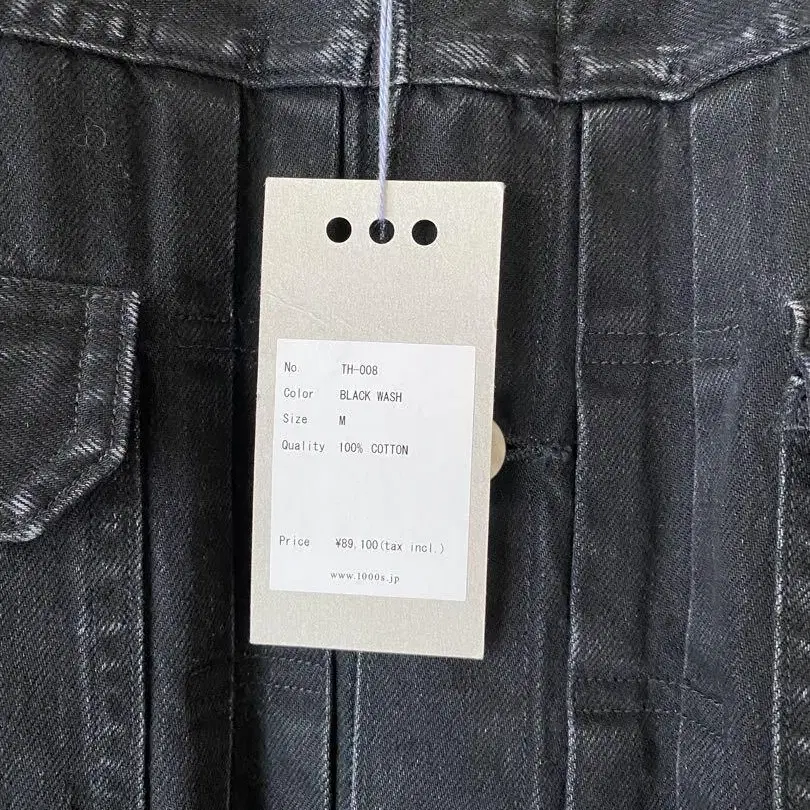 No. TH-008
Color BLACK WASH
Size M
Quality 100% COTTON
Price ¥89,100(tax incl.)
www.1000s.jp